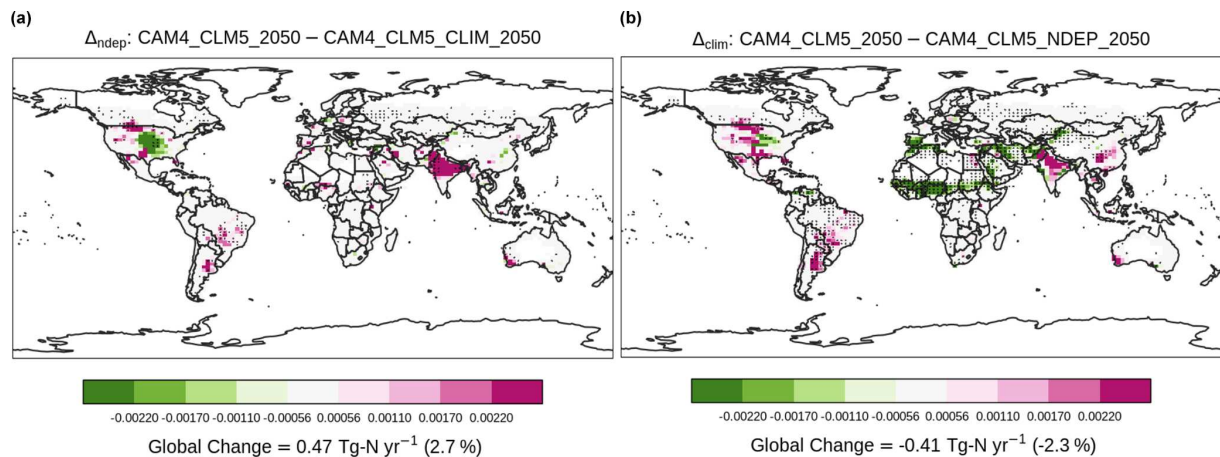 (a)
Δndep: CAM4_CLM5_2050 − CAM4_CLM5_CLIM_2050
-0.00220 -0.00170 -0.00110 -0.00056 0.00056 0.00110 0.00170 0.00220
Global Change = 0.47 Tg-N yr⁻¹ (2.7 %)
(b)
Δclim: CAM4_CLM5_2050 − CAM4_CLM5_NDEP_2050
-0.00220 -0.00170 -0.00110 -0.00056 0.00056 0.00110 0.00170 0.00220
Global Change = -0.41 Tg-N yr⁻¹ (-2.3 %)